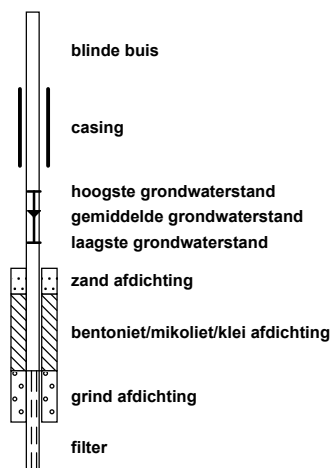 blinde buis
casing
hoogste grondwaterstand
gemiddelde grondwaterstand
laagste grondwaterstand
zand afdichting
bentoniet/mikoliet/klei afdichting
grind afdichting
filter